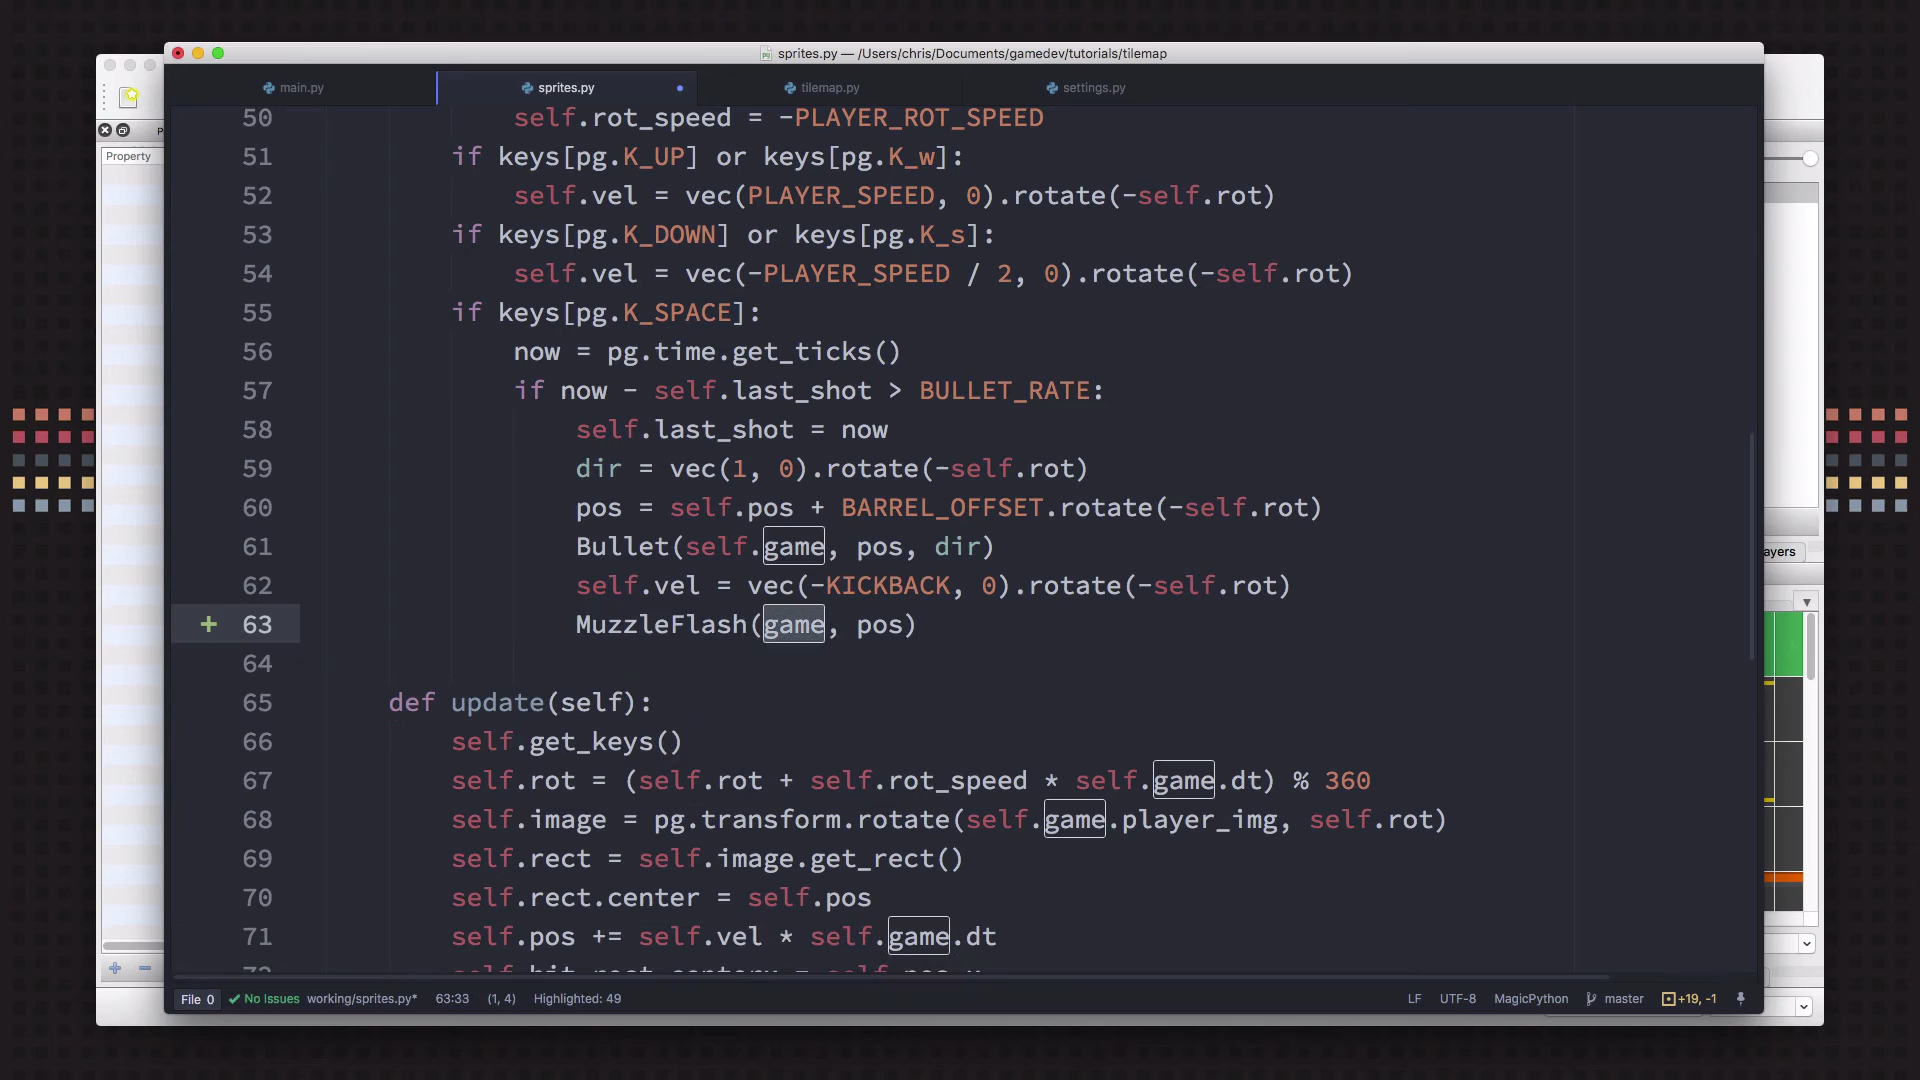 sprites.py — /Users/chris/Documents/gamedev/tutorials/tilemap
main.py
sprites.py
tilemap.py
settings.py
Property
50 self.rot_speed = -PLAYER_ROT_SPEED
51 if keys[pg.K_UP] or keys[pg.K_w]:
52 self.vel = vec(PLAYER_SPEED, 0).rotate(-self.rot)
53 if keys[pg.K_DOWN] or keys[pg.K_s]:
54 self.vel = vec(-PLAYER_SPEED / 2, 0).rotate(-self.rot)
55 if keys[pg.K_SPACE]:
56 now = pg.time.get_ticks()
57 if now - self.last_shot > BULLET_RATE:
58 self.last_shot = now
59 dir = vec(1, 0).rotate(-self.rot)
60 pos = self.pos + BARREL_OFFSET.rotate(-self.rot)
61 Bullet(self.game, pos, dir)
62 self.vel = vec(-KICKBACK, 0).rotate(-self.rot)
+ 63 MuzzleFlash(game, pos)
64
65 def update(self):
66 self.get_keys()
67 self.rot = (self.rot + self.rot_speed * self.game.dt) % 360
68 self.image = pg.transform.rotate(self.game.player_img, self.rot)
69 self.rect = self.image.get_rect()
70 self.rect.center = self.pos
71 self.pos += self.vel * self.game.dt
ayers
File 0 No Issues working/sprites.py* 63:33 (1, 4) Highlighted: 49 LF UTF-8 MagicPython master +19, -1